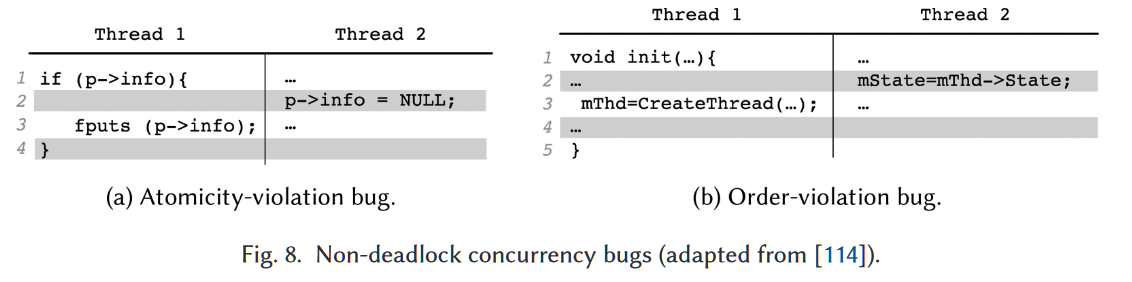 Thread 1 Thread 2
1 if (p->info){ …
2 p->info = NULL;
3 fputs (p->info); …
4 }
(a) Atomicity-violation bug.
Thread 1 Thread 2
1 void init(…){ …
2 … mState=mThd->State;
3 mThd=CreateThread(…); …
4 …
5 }
(b) Order-violation bug.
Fig. 8. Non-deadlock concurrency bugs (adapted from [114]).